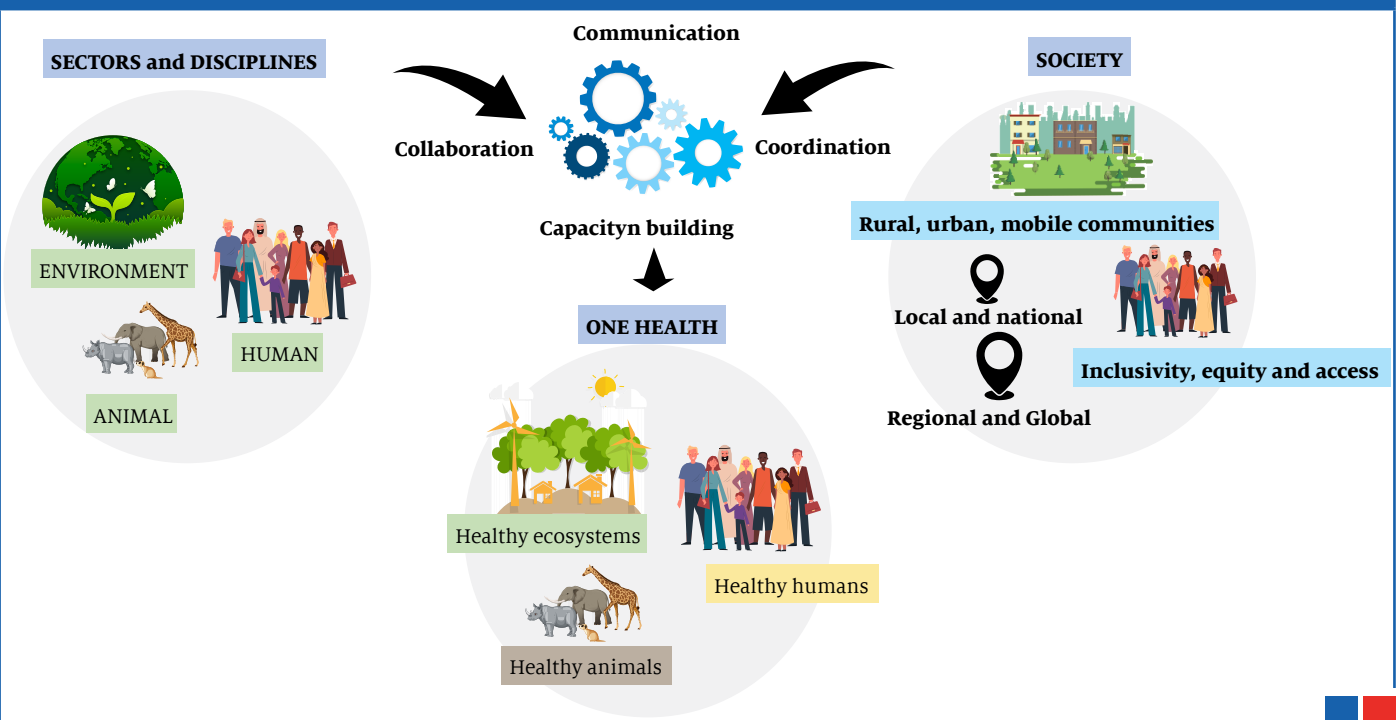 SECTORS and DISCIPLINES
ENVIRONMENT
HUMAN
ANIMAL
Communication
Collaboration
Coordination
Capacityn building
ONE HEALTH
Healthy ecosystems
Healthy humans
Healthy animals
SOCIETY
Rural, urban, mobile communities
Local and national
Inclusivity, equity and access
Regional and Global